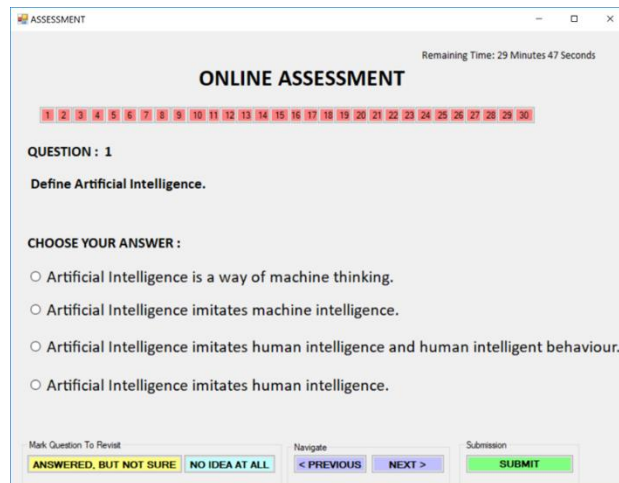 ASSESSMENT
Remaining Time: 29 Minutes 47 Seconds
ONLINE ASSESSMENT
1 2 3 4 5 6 7 8 9 10 11 12 13 14 15 16 17 18 19 20 21 22 23 24 25 26 27 28 29 30
QUESTION : 1
Define Artificial Intelligence.
CHOOSE YOUR ANSWER :
Artificial Intelligence is a way of machine thinking.
Artificial Intelligence imitates machine intelligence.
Artificial Intelligence imitates human intelligence and human intelligent behaviour.
Artificial Intelligence imitates human intelligence.
Mark Question To Revisit Navigate Submission
ANSWERED, BUT NOT SURE NO IDEA AT ALL < PREVIOUS NEXT > SUBMIT